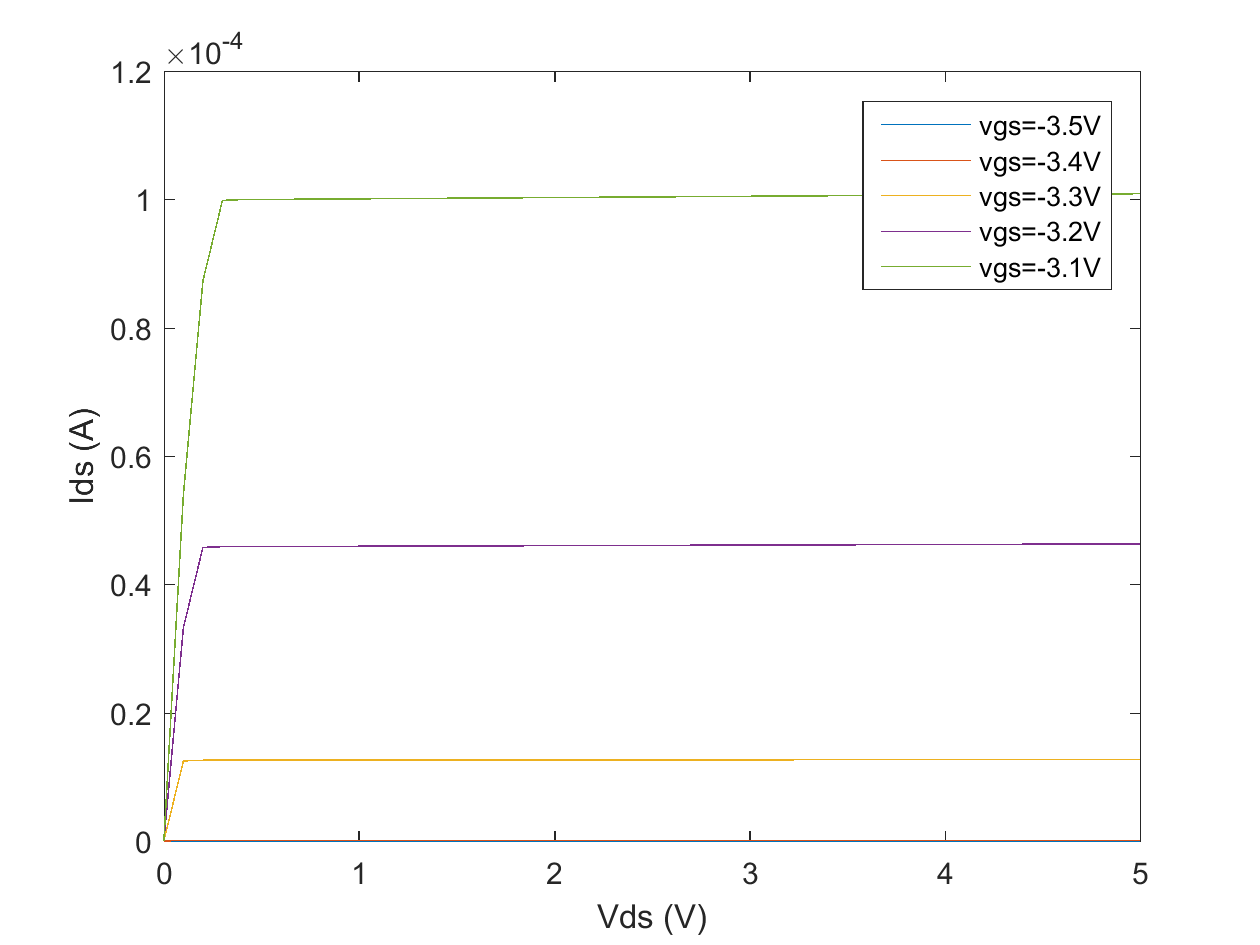 ×10-4
1.2
1
0.8
0.6
0.4
0.2
0
0 1 2 3 4 5
Ids (A)
Vds (V)
vgs=-3.5V
vgs=-3.4V
vgs=-3.3V
vgs=-3.2V
vgs=-3.1V